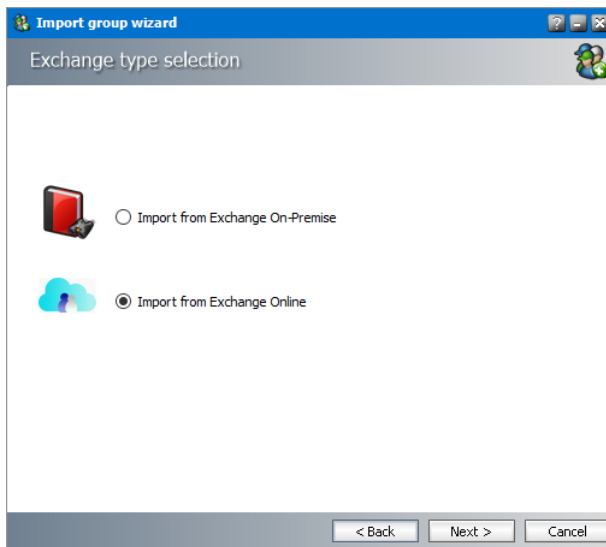 Import group wizard
Exchange type selection
Import from Exchange On-Premise
Import from Exchange Online
< Back Next > Cancel